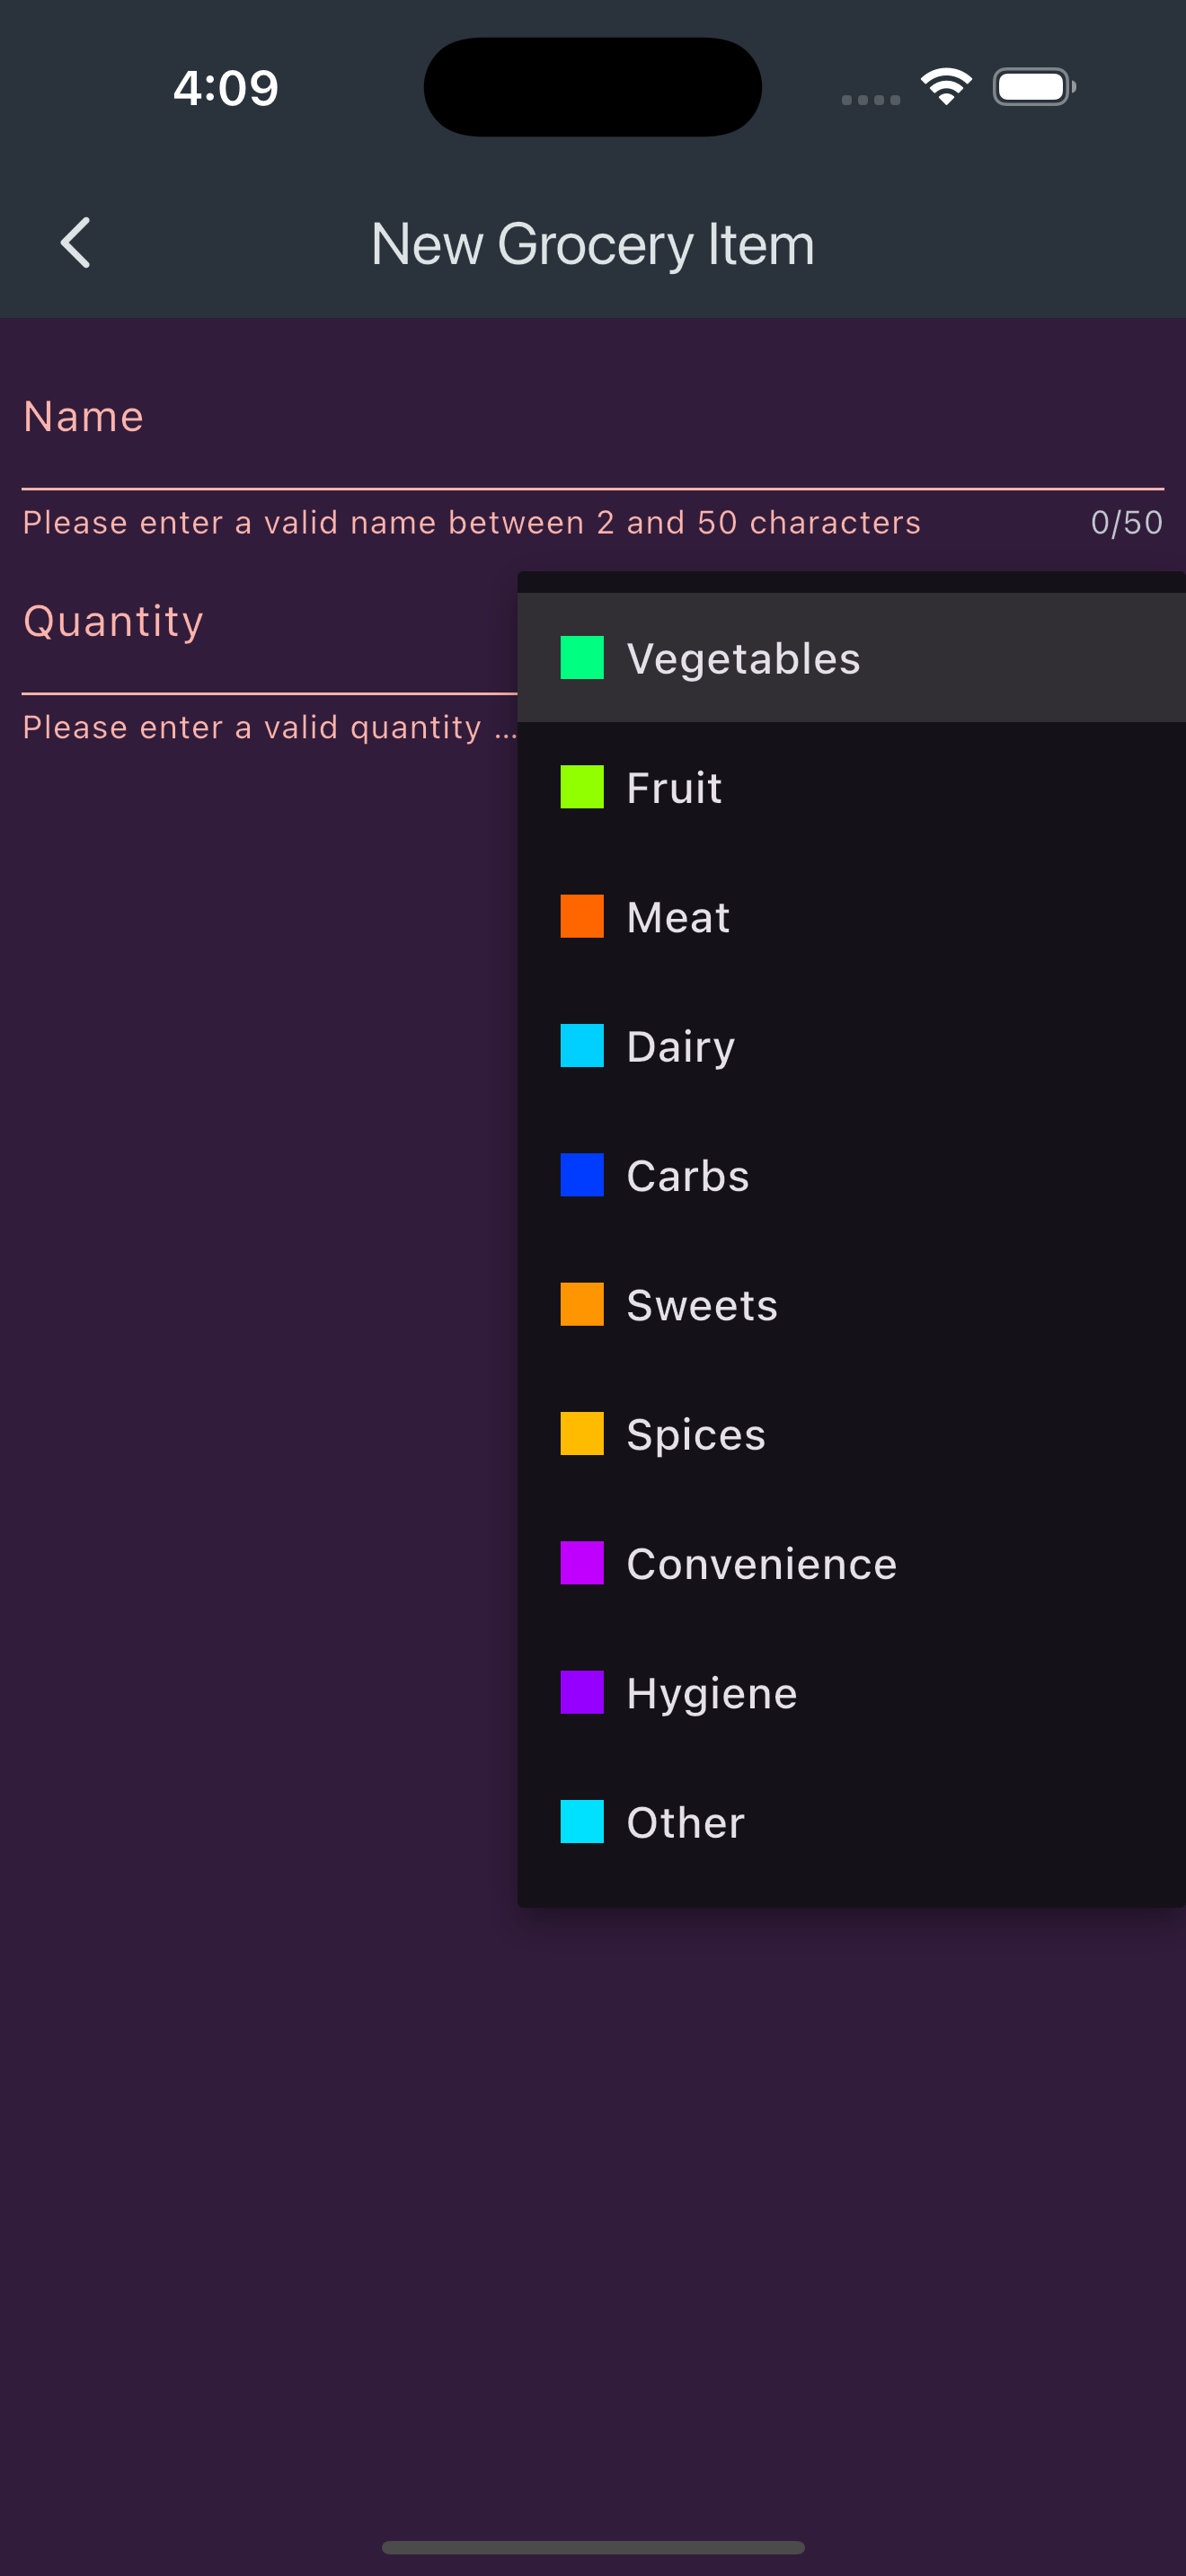 4:09
New Grocery Item
Name
Please enter a valid name between 2 and 50 characters 0/50
Quantity
Please enter a valid quantity ...
Vegetables
Fruit
Meat
Dairy
Carbs
Sweets
Spices
Convenience
Hygiene
Other